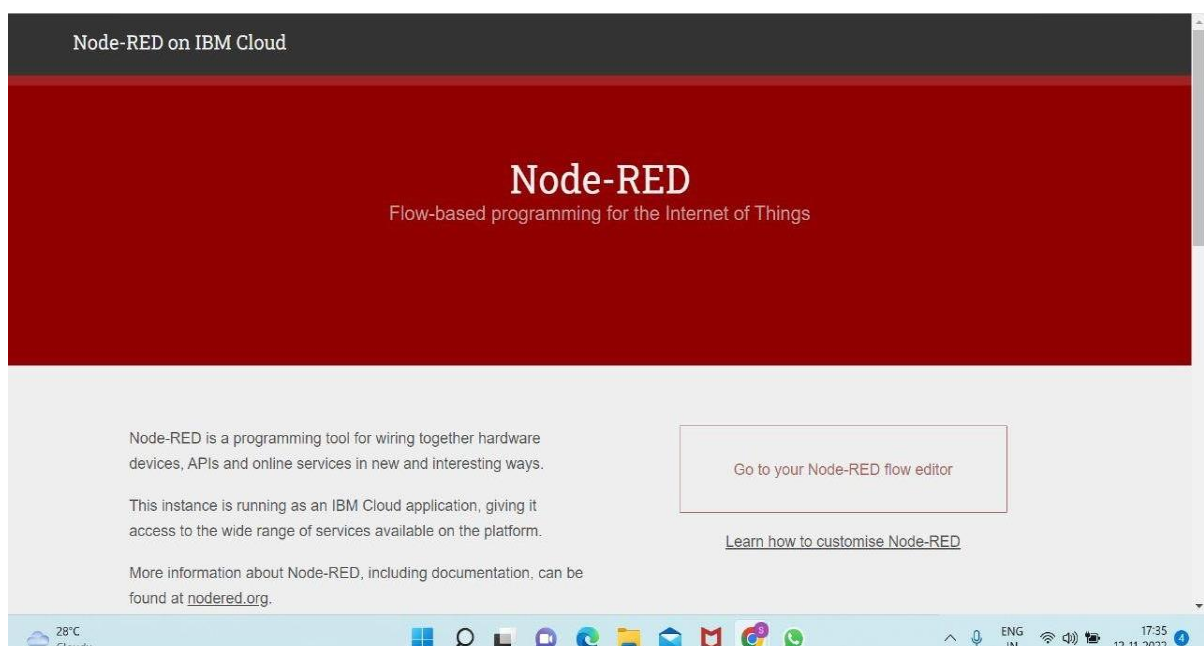 Node-RED on IBM Cloud
Node-RED
Flow-based programming for the Internet of Things
Node-RED is a programming tool for wiring together hardware
devices, APIs and online services in new and interesting ways.
This instance is running as an IBM Cloud application, giving it
access to the wide range of services available on the platform.
More information about Node-RED, including documentation, can be
found at nodered.org.
Go to your Node-RED flow editor
Learn how to customise Node-RED
28°C
Cloudy
S
ENG
IN
17:35
4